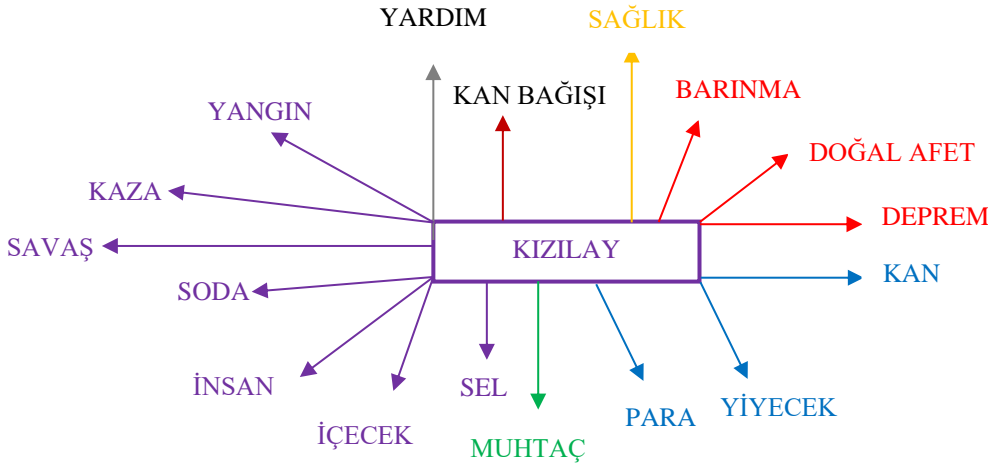 YARDIM
SAĞLIK
KAN BAĞIŞI
BARINMA
YANGIN
DOĞAL AFET
KAZA
DEPREM
SAVAŞ
KIZILAY
KAN
SODA
İNSAN
SEL
YİYECEK
PARA
İÇECEK
MUHTAÇ